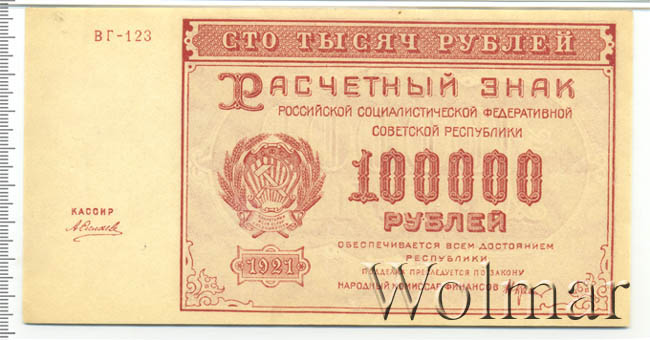 ВГ-123
СТО ТЫСЯЧ РУБЛЕЙ
РАСЧЕТНЫЙ ЗНАК
РОССИЙСКОЙ СОЦИАЛИСТИЧЕСКОЙ ФЕДЕРАТИВНОЙ
СОВЕТСКОЙ РЕСПУБЛИКИ
100000
РУБЛЕЙ
КАССИР
1921
ОБЕСПЕЧИВАЕТСЯ ВСЕМ ДОСТОЯНИЕМ
РЕСПУБЛИКИ
ПОДДЕЛКА ПРЕСЛЕДУЕТСЯ ПО ЗАКОНУ
НАРОДНЫЙ КОМИССАР ФИНАНСОВ
Wolmar